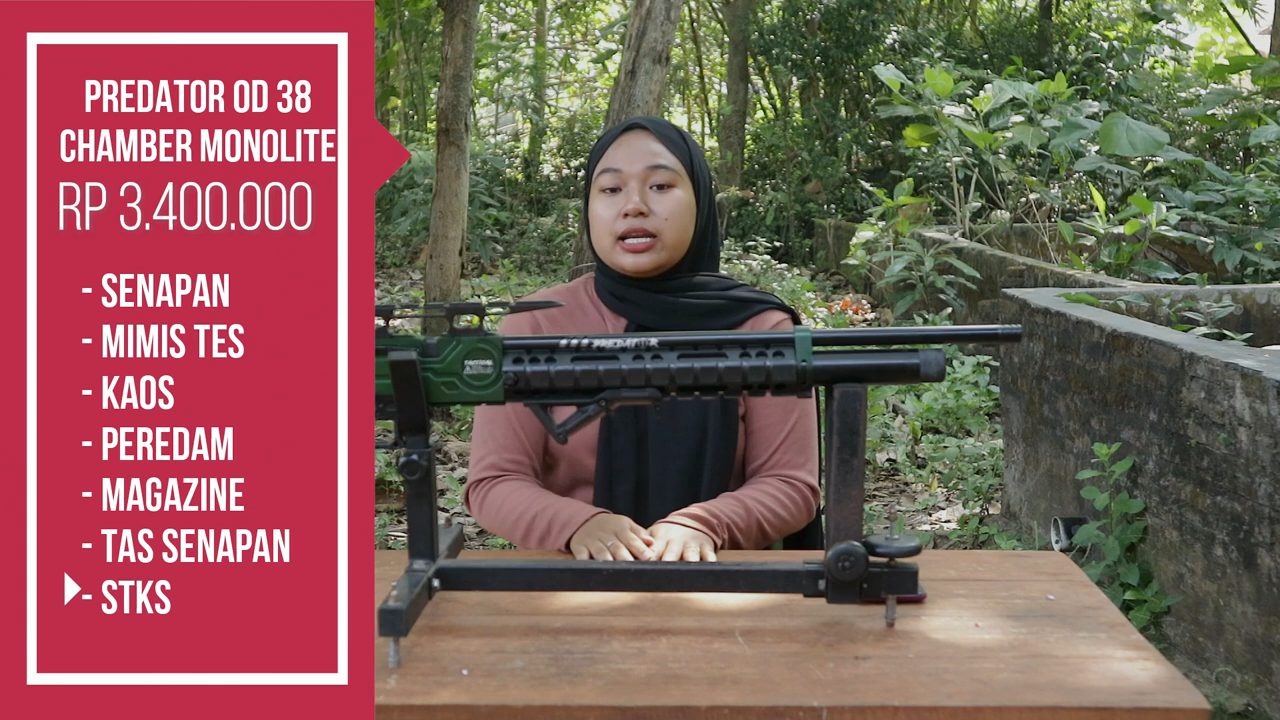 PREDATOR OD 38
CHAMBER MONOLITE
RP 3.400.000
- SENAPAN
- MIMIS TES
- KAOS
- PEREDAM
- MAGAZINE
- TAS SENAPAN
- STKS
PREDATOR